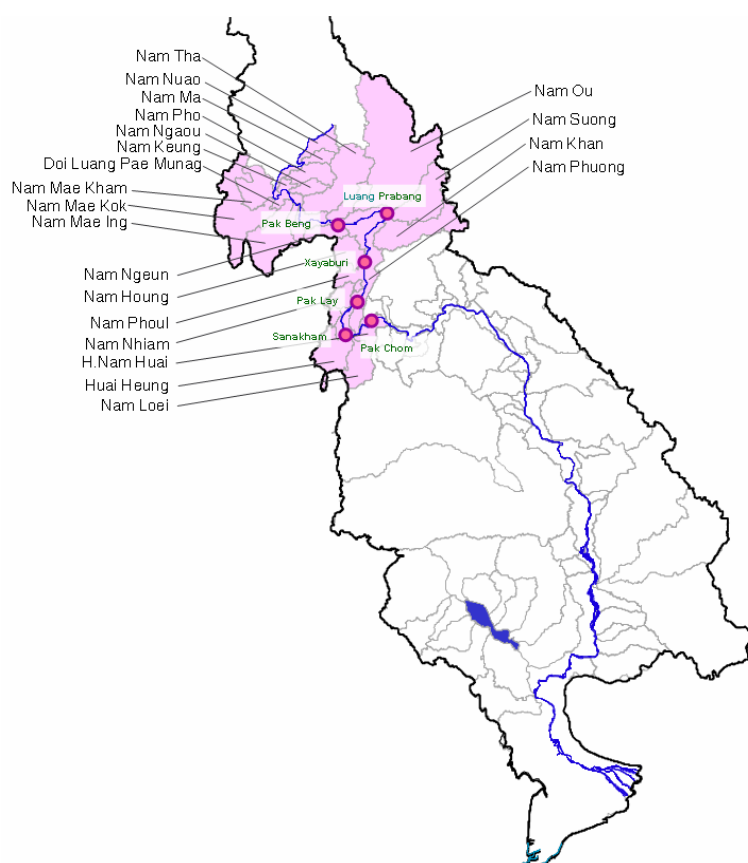 Nam Tha
Nam Nuao
Nam Ma
Nam Pho
Nam Ngaou
Nam Keung
Doi Luang Pae Munag
Nam Mae Kham
Nam Mae Kok
Nam Mae Ing
Nam Ngeun
Nam Houng
Nam Phoul
Nam Nhiam
H.Nam Huai
Huai Heung
Nam Loei
Nam Ou
Nam Suong
Nam Khan
Nam Phuong
Luang Prabang
Pak Beng
Xayaburi
Pak Lay
Sanakham
Pak Chom